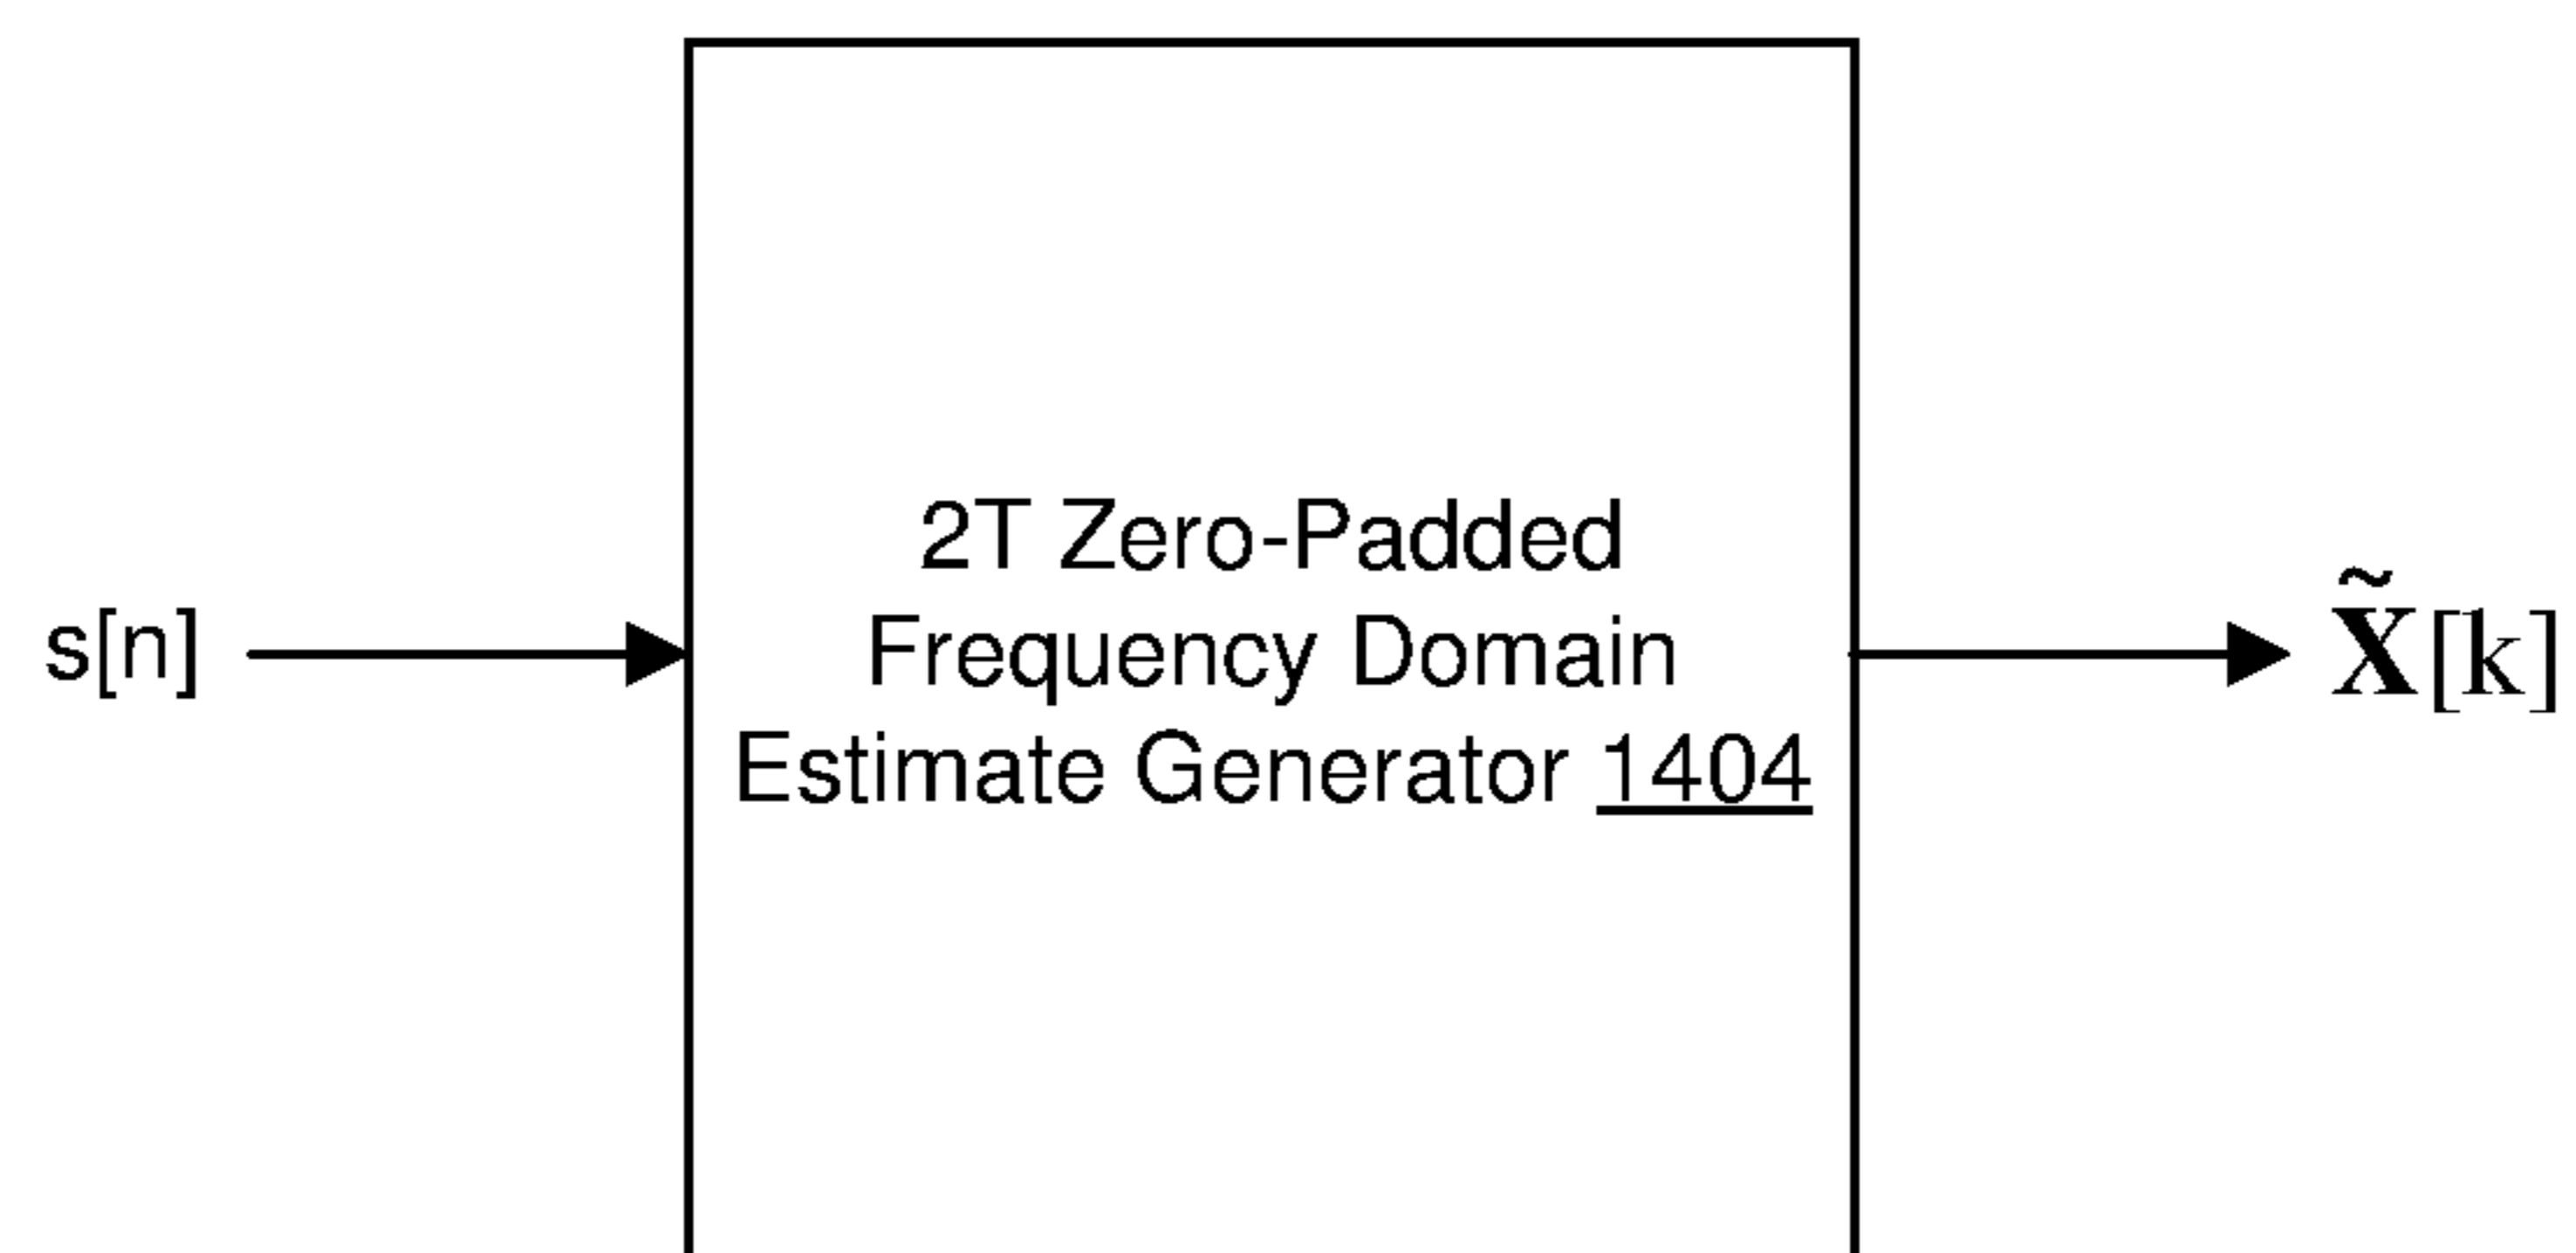 2T Zero-Padded
s[n] Frequency Domain X̃[k]
Estimate Generator 1404